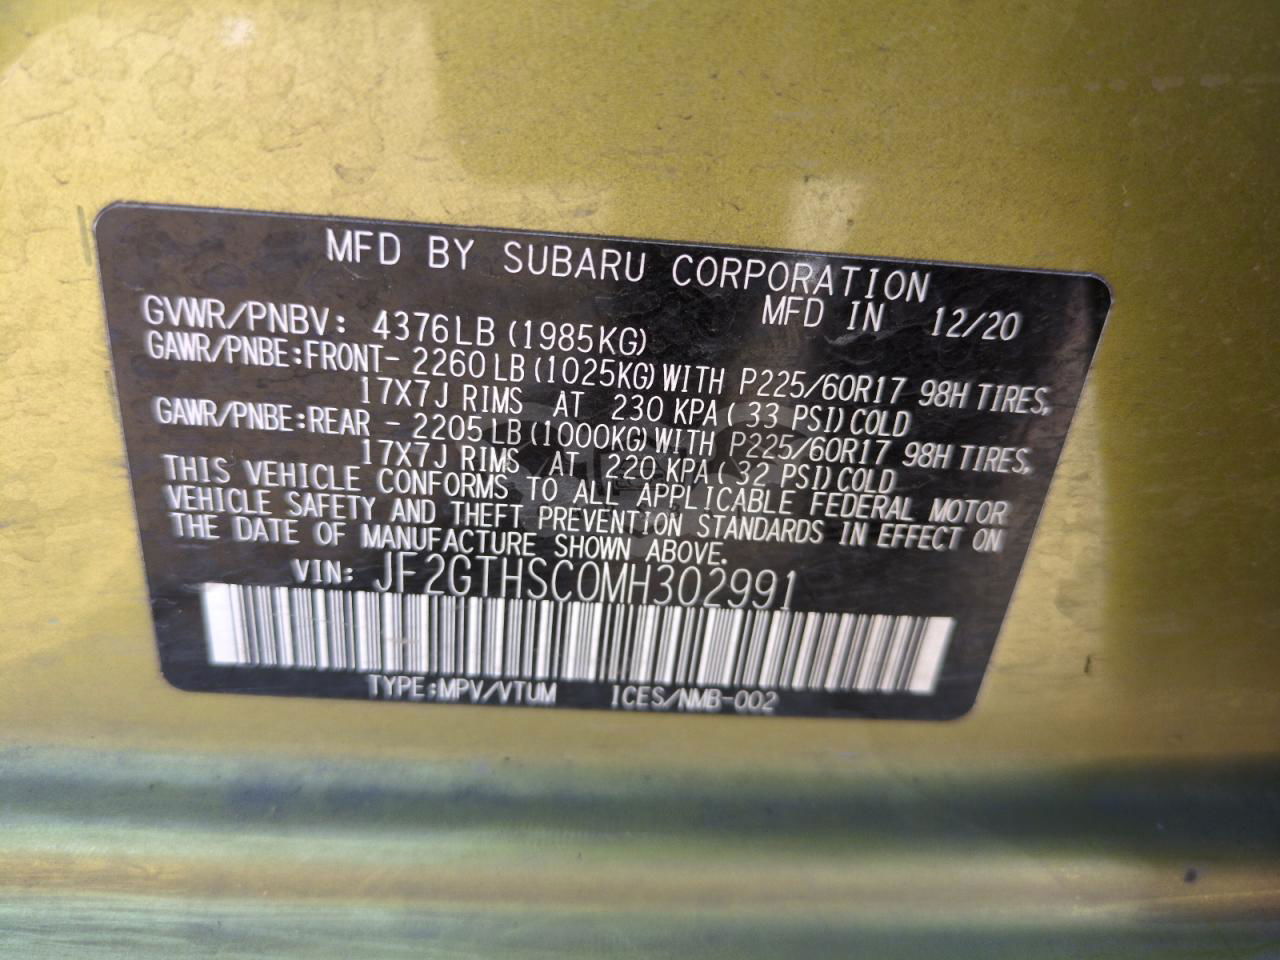 MFD BY SUBARU CORPORATION
MFD IN 12/20
GVWR/PNBV: 4376LB (1985KG)
GAWR/PNBE:FRONT- 2260LB (1025KG) WITH P225/60R17 98H TIRES,
17X7J RIMS AT 230 KPA( 33 PSI)COLD
GAWR/PNBE:REAR - 2205LB (1000KG) WITH P225/60R17 98H TIRES,
17X7J RIMS AT 220 KPA( 32 PSI)COLD
THIS VEHICLE CONFORMS TO ALL APPLICABLE FEDERAL MOTOR
VEHICLE SAFETY AND THEFT PREVENTION STANDARDS IN EFFECT ON
THE DATE OF MANUFACTURE SHOWN ABOVE.
VIN: JF2GTHSC0MH302991
TYPE:MPV/VTUM ICES/NMB-002